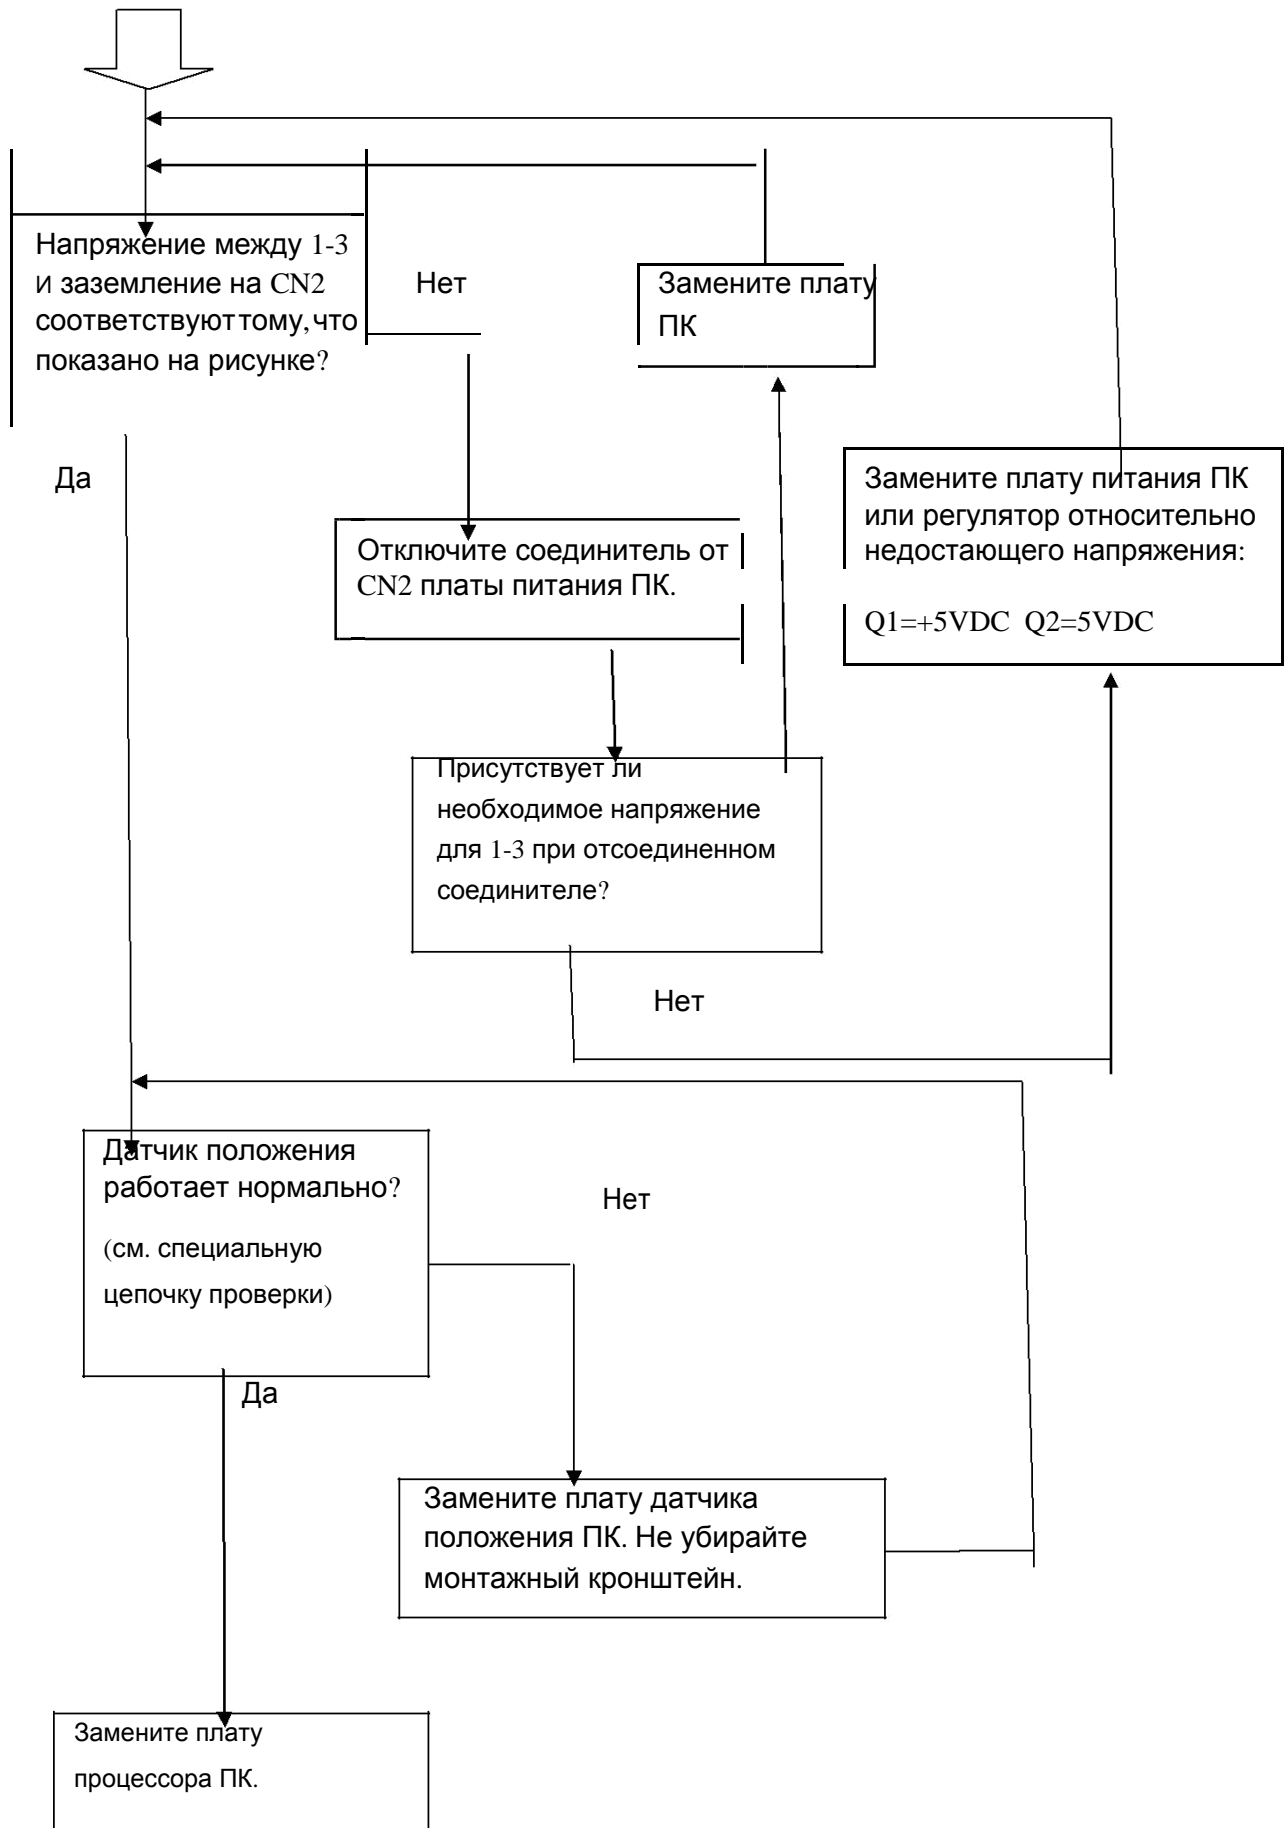 Напряжение между 1-3
и заземление на CN2
соответствуют тому, что
показано на рисунке?
Нет
Замените плату
ПК
Да
Замените плату питания ПК
или регулятор относительно
недостающего напряжения:
Q1=+5VDC Q2=5VDC
Отключите соединитель от
CN2 платы питания ПК.
Присутствует ли
необходимое напряжение
для 1-3 при отсоединенном
соединителе?
Нет
Датчик положения
работает нормально?
(см. специальную
цепочку проверки)
Нет
Да
Замените плату датчика
положения ПК. Не убирайте
монтажный кронштейн.
Замените плату
процессора ПК.